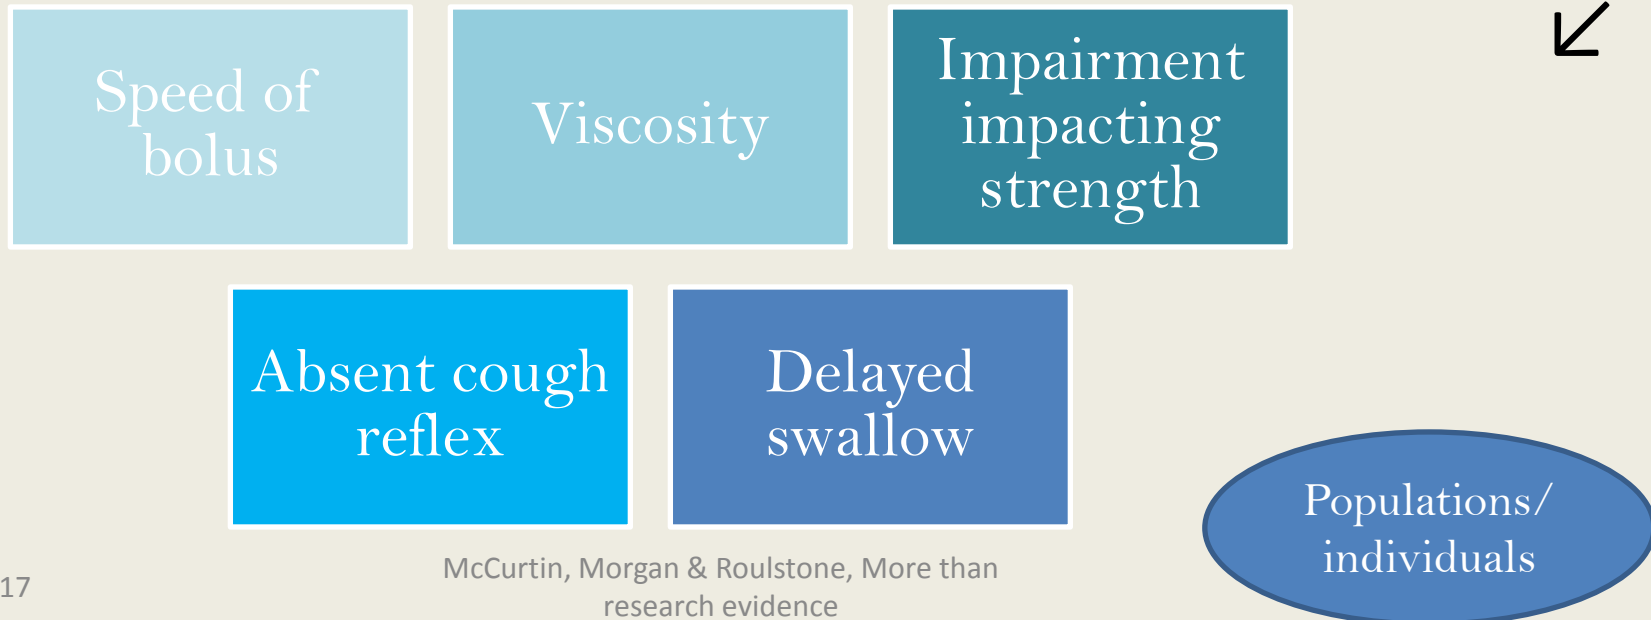 Speed of
bolus
Viscosity
Impairment
impacting
strength
Absent cough
reflex
Delayed
swallow
Populations/
individuals
17
McCurtin, Morgan & Roulstone, More than
research evidence